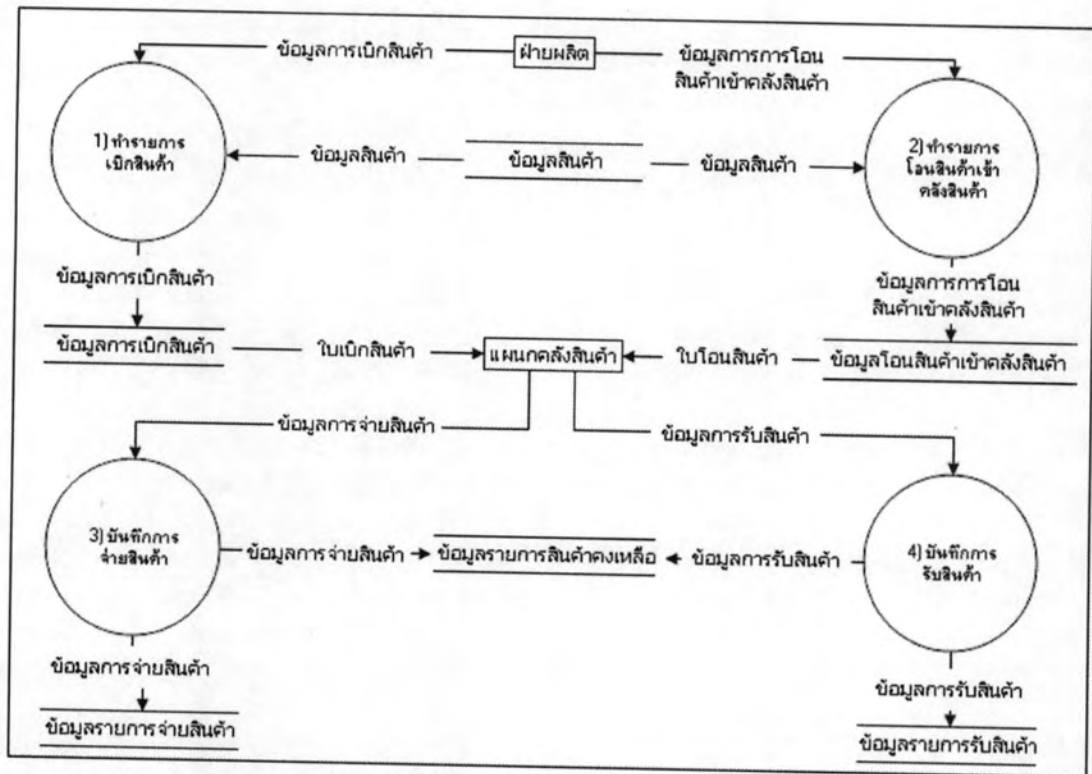 ข้อมูลการเบิกสินค้า
ฝ่ายผลิต
ข้อมูลการการโอน
สินค้าเข้าคลังสินค้า
1) ทำรายการ
เบิกสินค้า
ข้อมูลสินค้า
ข้อมูลสินค้า
ข้อมูลสินค้า
2) ทำรายการ
โอนสินค้าเข้า
คลังสินค้า
ข้อมูลการเบิกสินค้า
ข้อมูลการการโอน
สินค้าเข้าคลังสินค้า
ข้อมูลการเบิกสินค้า
ใบเบิกสินค้า
แผนกคลังสินค้า
ใบโอนสินค้า
ข้อมูลโอนสินค้าเข้าคลังสินค้า
ข้อมูลการจ่ายสินค้า
ข้อมูลการรับสินค้า
3) บันทึกการ
จ่ายสินค้า
ข้อมูลการจ่ายสินค้า
ข้อมูลรายการสินค้าคงเหลือ
ข้อมูลการรับสินค้า
4) บันทึกการ
รับสินค้า
ข้อมูลการจ่ายสินค้า
ข้อมูลการรับสินค้า
ข้อมูลรายการจ่ายสินค้า
ข้อมูลรายการรับสินค้า